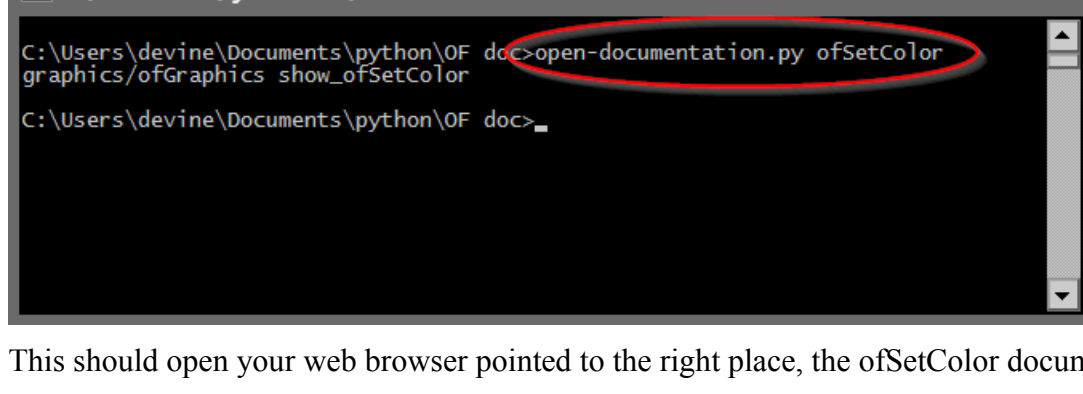 C:\Users\devine\Documents\python\OF doc>open-documentation.py ofSetColor
graphics/ofGraphics show_ofSetColor
C:\Users\devine\Documents\python\OF doc>
This should open your web browser pointed to the right place, the ofSetColor